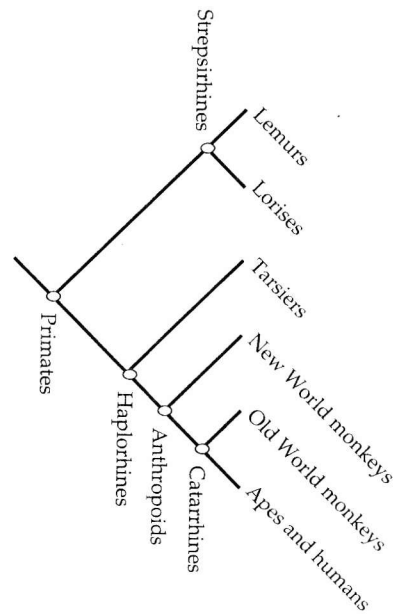 Strepsirhines
Lemurs
Lorises
Tarsiers
New World monkeys
Old World monkeys
Apes and humans
Primates
Haplorhines
Anthropoids
Catarrhines